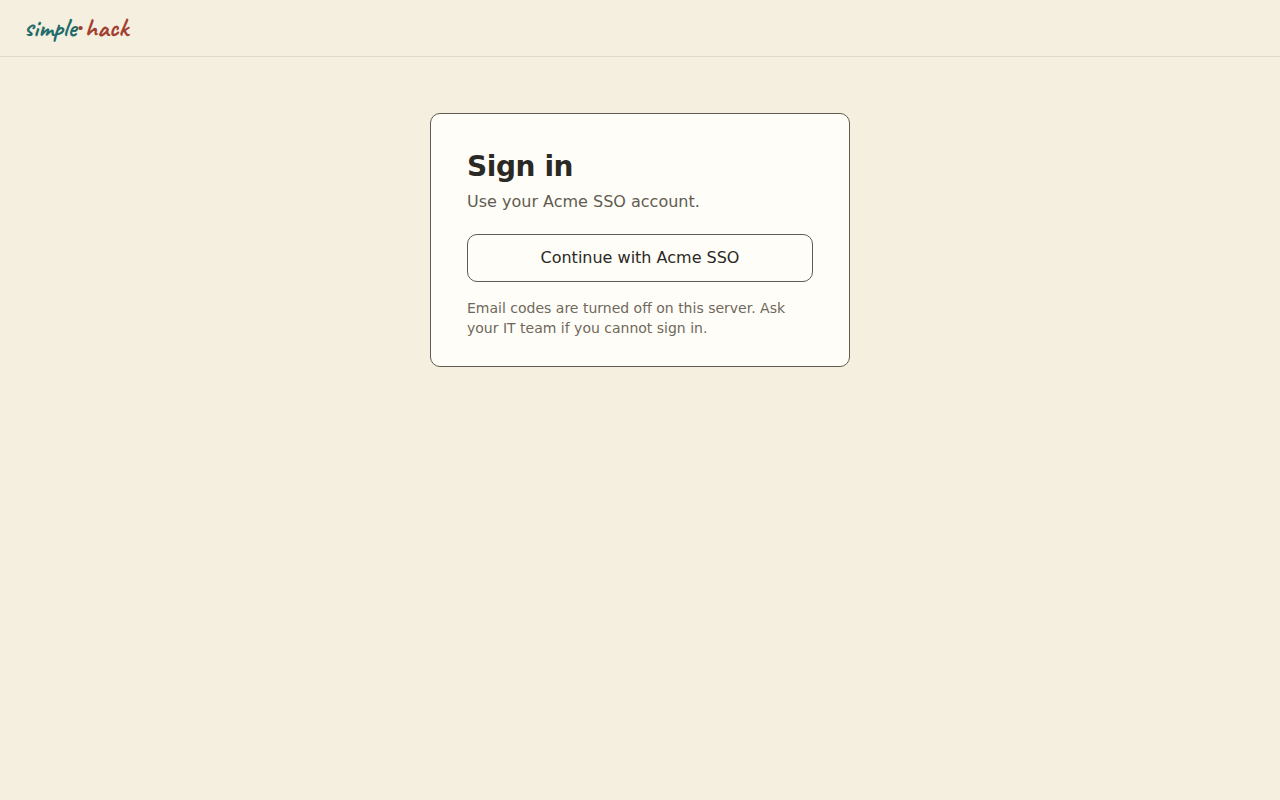 simple·hack
Sign in
Use your Acme SSO account.
Continue with Acme SSO
Email codes are turned off on this server. Ask
your IT team if you cannot sign in.